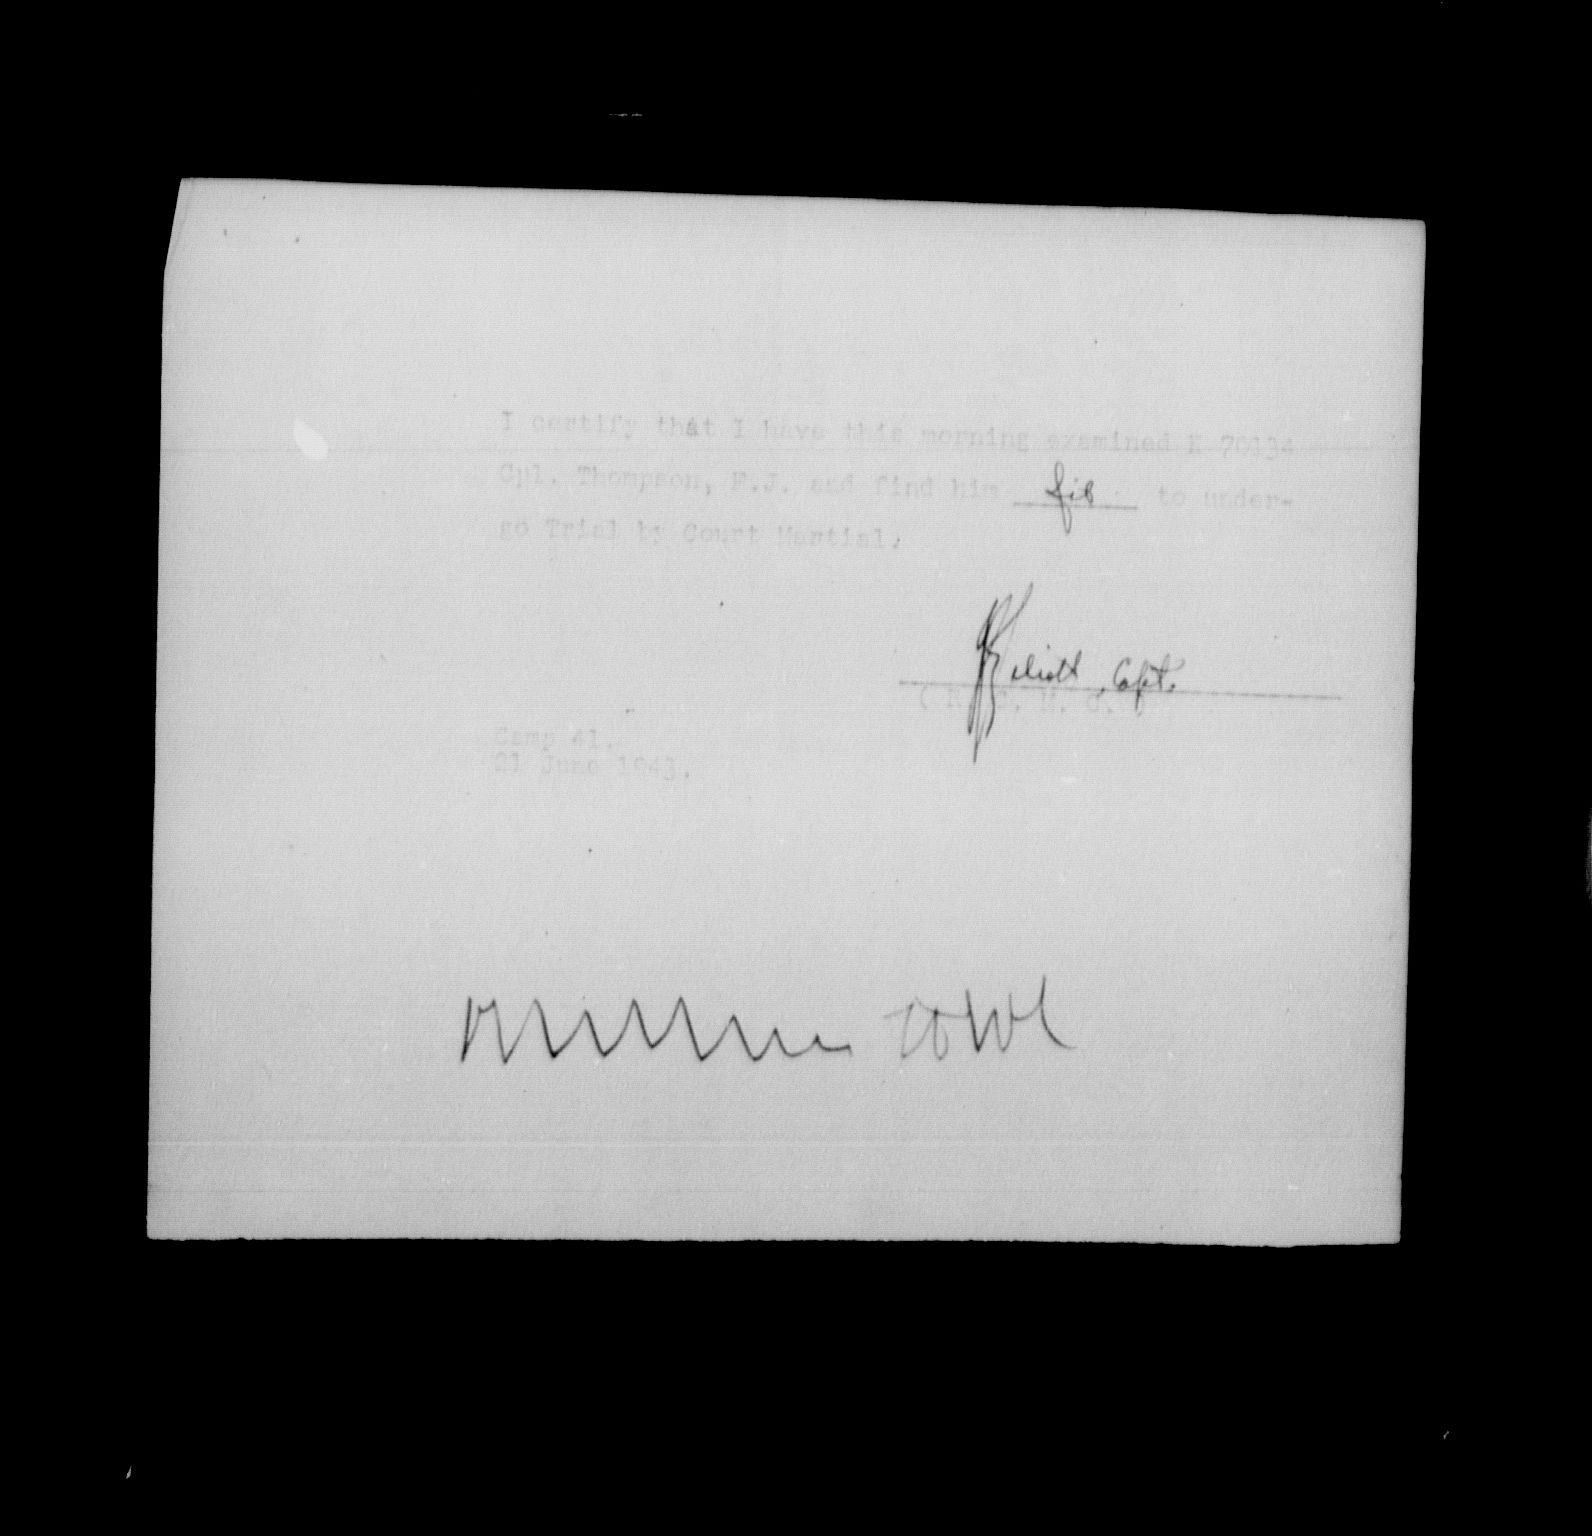 I certify that I have this morning examined K 70334
Cpl. Thompson, F.J. and find him fit to under-
go Trial by Court Martial.
Capt.
Camp 41.
21 June 1943.